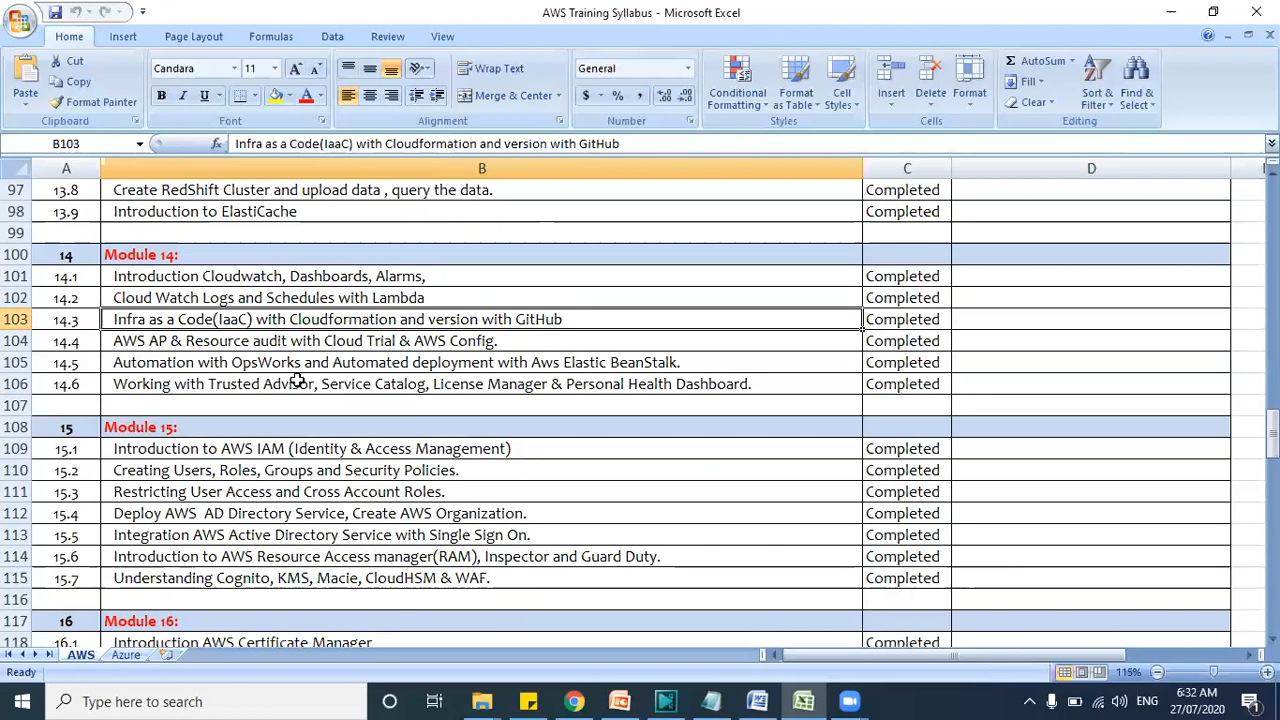 AWS Training Syllabus - Microsoft Excel
Home Insert Page Layout Formulas Data Review View
Paste
Cut
Copy
Format Painter
Clipboard
Candara 11
B I U
Font
Wrap Text
Merge & Center
Alignment
General
$ % ,
Number
Conditional Formatting
Format as Table
Cell Styles
Styles
Insert Delete Format
Cells
AutoSum
Fill
Clear
Sort & Filter
Find & Select
Editing
B103 fx Infra as a Code(IaaC) with Cloudformation and version with GitHub
A B C D
97 13.8 Create RedShift Cluster and upload data , query the data. Completed
98 13.9 Introduction to ElastiCache Completed
99
100 14 Module 14:
101 14.1 Introduction Cloudwatch, Dashboards, Alarms, Completed
102 14.2 Cloud Watch Logs and Schedules with Lambda Completed
103 14.3 Infra as a Code(IaaC) with Cloudformation and version with GitHub Completed
104 14.4 AWS AP & Resource audit with Cloud Trial & AWS Config. Completed
105 14.5 Automation with OpsWorks and Automated deployment with Aws Elastic BeanStalk. Completed
106 14.6 Working with Trusted Advisor, Service Catalog, License Manager & Personal Health Dashboard. Completed
107
108 15 Module 15:
109 15.1 Introduction to AWS IAM (Identity & Access Management) Completed
110 15.2 Creating Users, Roles, Groups and Security Policies. Completed
111 15.3 Restricting User Access and Cross Account Roles. Completed
112 15.4 Deploy AWS AD Directory Service, Create AWS Organization. Completed
113 15.5 Integration AWS Active Directory Service with Single Sign On. Completed
114 15.6 Introduction to AWS Resource Access manager(RAM), Inspector and Guard Duty. Completed
115 15.7 Understanding Cognito, KMS, Macie, CloudHSM & WAF. Completed
116
117 16 Module 16:
118 16.1 Introduction AWS Certificate Manager Completed
AWS Azure
Ready 115%
Type here to search
ENG
6:32 AM
27/07/2020